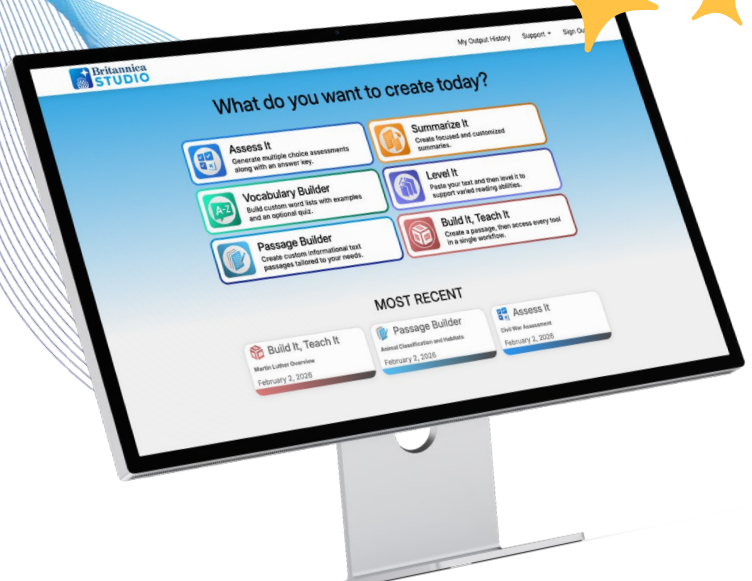 Britannica
STUDIO
My Output History Support Sign
What do you want to create today?
Assess It
Generate multiple choice assessments
along with an answer key.
Summarize It
Create focused and customized
summaries.
Vocabulary Builder
Build custom word lists with examples
and an optional quiz.
A-Z
Level It
Paste your text and then level it to
support varied reading abilities.
Passage Builder
Create custom informational text
passages tailored to your needs.
Build It, Teach It
Create a passage, then access every tool
in a single workflow.
MOST RECENT
Build It, Teach It
Martin Luther Overview
February 2, 2026
Passage Builder
Animal Classification and Habitats
February 2, 2026
Assess It
Civil War Assessment
February 2, 2026